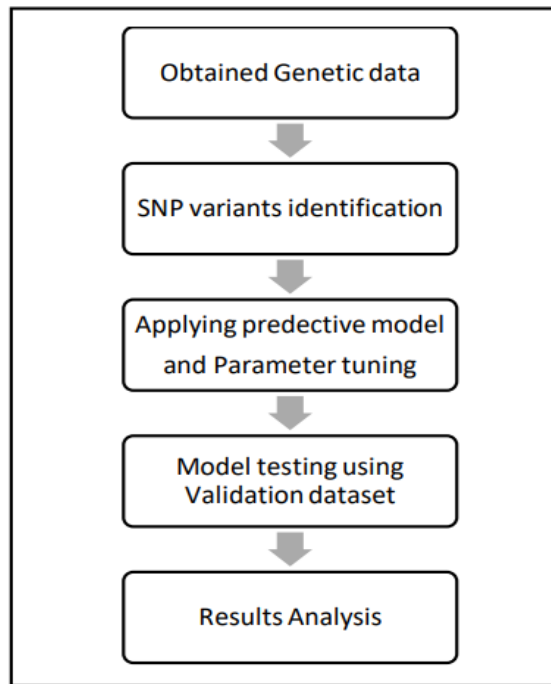 Obtained Genetic data
SNP variants identification
Applying predective model
and Parameter tuning
Model testing using
Validation dataset
Results Analysis